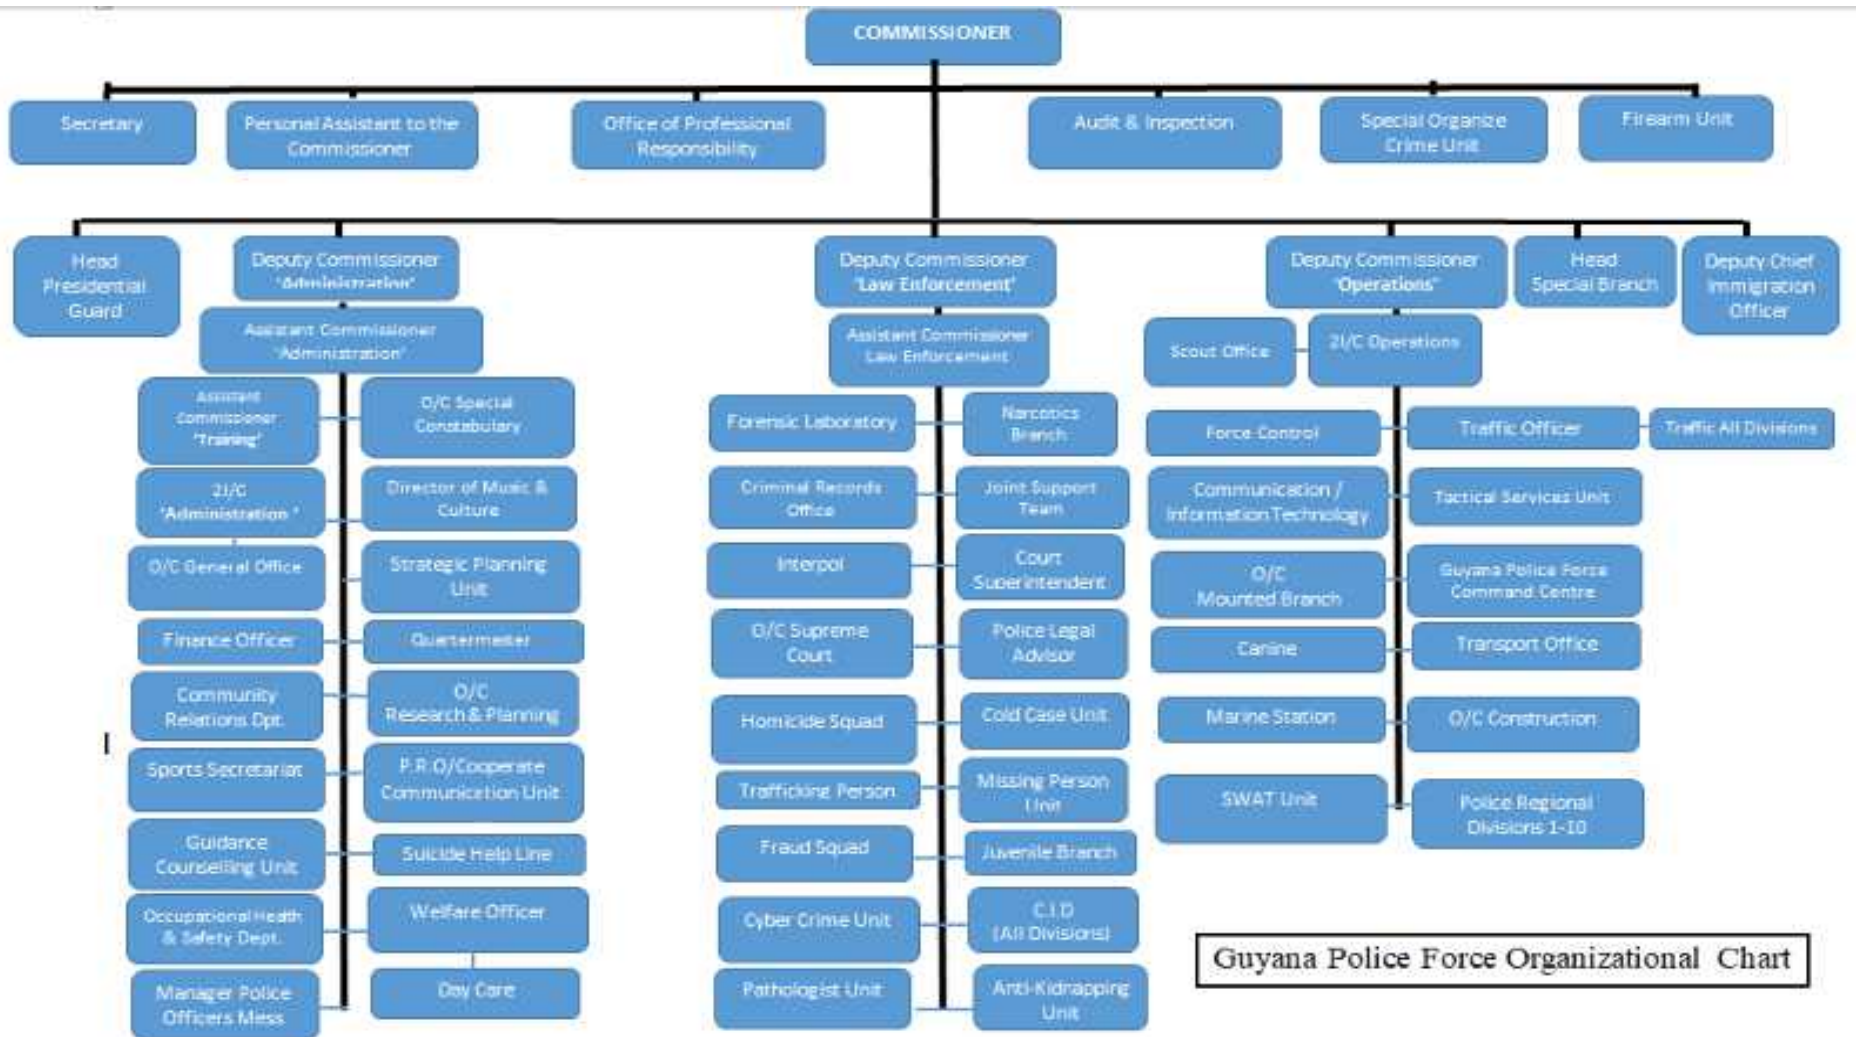 COMMISSIONER
Secretary
Personal Assistant to the
Commissioner
Office of Professional
Responsibility
Audit & Inspection
Special Organize
Crime Unit
Firearm Unit
Head
Presidential
Guard
Deputy Commissioner
'Administration'
Deputy Commissioner
'Law Enforcement'
Deputy Commissioner
'Operations'
Head
Special Branch
Deputy Chief
Immigration
Officer
Assistant Commissioner
'Administration'
Assistant Commissioner
Law Enforcement
Scout Office
2I/C Operations
Assistant
Commissioner
'Training'
O/C Special
Constabulary
2I/C
'Administration '
Director of Music &
Culture
O/C General Office
Strategic Planning
Unit
Finance Officer
Quartermaster
Community
Relations Dpt.
O/C
Research & Planning
Sports Secretariat
P.R.O/Cooperate
Communication Unit
Guidance
Counselling Unit
Suicide Help Line
Occupational Health
& Safety Dept.
Welfare Officer
Manager Police
Officers Mess
Day Care
Forensic Laboratory
Narcotics
Branch
Criminal Records
Office
Joint Support
Team
Interpol
Court
Superintendent
O/C Supreme
Court
Police Legal
Advisor
Homicide Squad
Cold Case Unit
Trafficking Person
Missing Person
Unit
Fraud Squad
Juvenile Branch
Cyber Crime Unit
C.I.D
(All Divisions)
Pathologist Unit
Anti-Kidnapping
Unit
Force Control
Traffic Officer
Traffic All Divisions
Communication /
Information Technology
Tactical Services Unit
O/C
Mounted Branch
Guyana Police Force
Command Centre
Canine
Transport Office
Marine Station
O/C Construction
SWAT Unit
Police Regional
Divisions 1-10
Guyana Police Force Organizational Chart